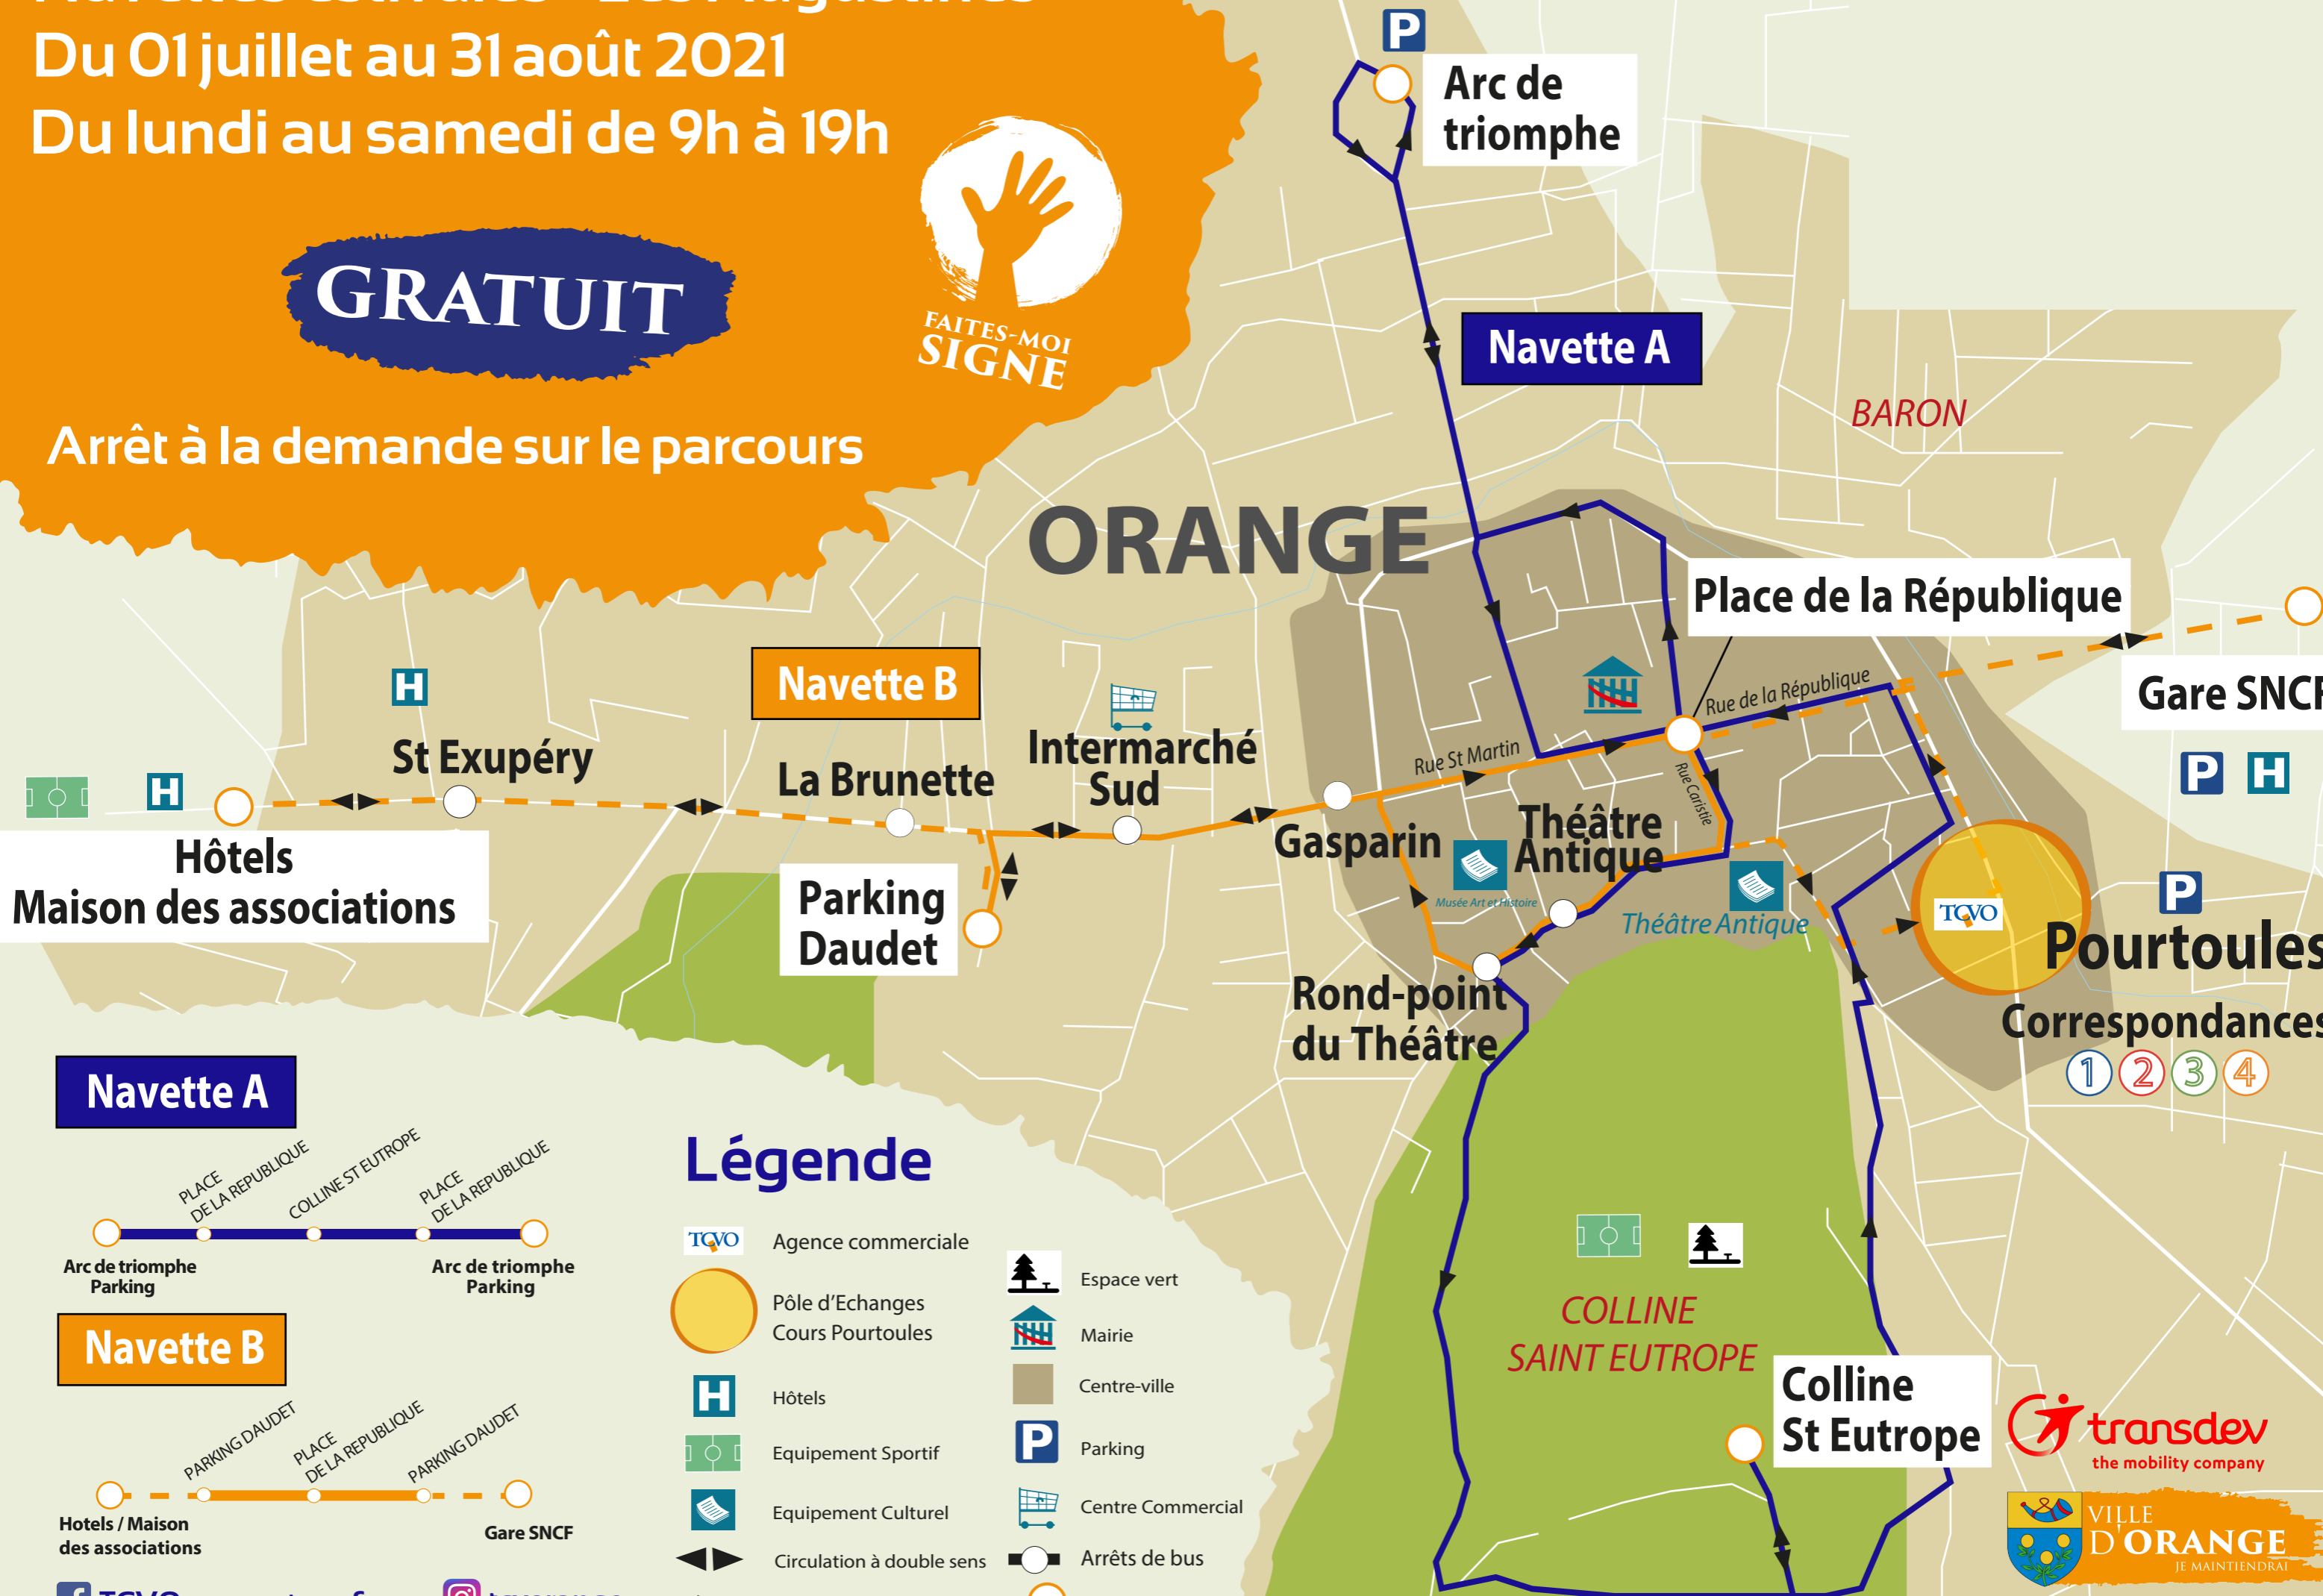 Du 01 juillet au 31 août 2021
Du lundi au samedi de 9h à 19h
GRATUIT
FAITES-MOI
SIGNE
Arrêt à la demande sur le parcours
P
Arc de
triomphe
Navette A
BARON
ORANGE
Place de la République
Navette B
H
St Exupéry
La Brunette
Intermarché
Sud
H
Hôtels
Maison des associations
Parking
Daudet
Gasparin
Rue St Martin
Rue de la République
Rue Caristie
Gare SNCF
P H
Théâtre
Antique
Musée Art et Histoire
Théâtre Antique
TCVO
P
Pourtoules
Correspondances
1 2 3 4
Rond-point
du Théâtre
COLLINE
SAINT EUTROPE
Colline
St Eutrope
Navette A
PLACE
DE LA REPUBLIQUE
COLLINE ST EUTROPE
PLACE
DE LA REPUBLIQUE
Arc de triomphe
Parking
Arc de triomphe
Parking
Navette B
PARKING DAUDET
PLACE
DE LA REPUBLIQUE
PARKING DAUDET
Hotels / Maison
des associations
Gare SNCF
Légende
TCVO
Agence commerciale
Pôle d'Echanges
Cours Pourtoules
H
Hôtels
Equipement Sportif
Equipement Culturel
Circulation à double sens
Espace vert
Mairie
Centre-ville
P
Parking
Centre Commercial
Arrêts de bus
transdev
the mobility company
VILLE
D'ORANGE
JE MAINTIENDRAI